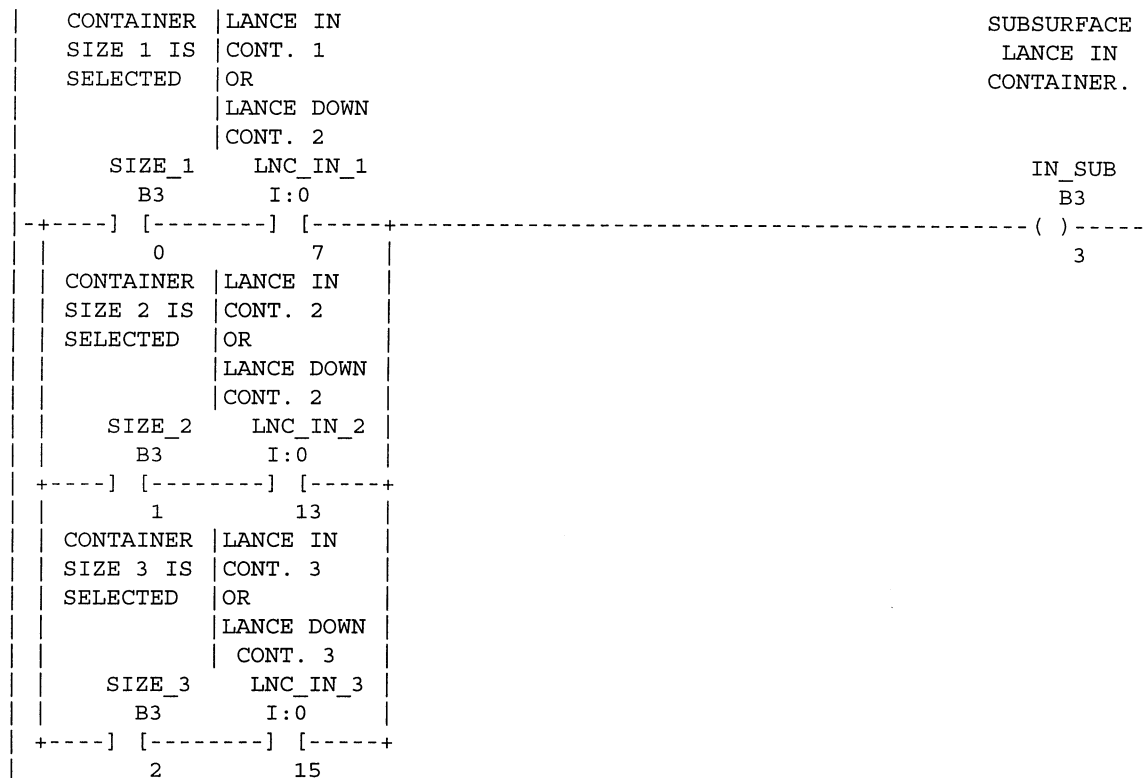 CONTAINER |LANCE IN SUBSURFACE
SIZE 1 IS |CONT. 1 LANCE IN
SELECTED |OR CONTAINER.
|LANCE DOWN
|CONT. 2
SIZE_1 LNC_IN_1 IN_SUB
B3 I:0 B3
-+----] [--------] [-----+------------------------------------------------( )-----
0 7 3
CONTAINER |LANCE IN
SIZE 2 IS |CONT. 2
SELECTED |OR
|LANCE DOWN
|CONT. 2
SIZE_2 LNC_IN_2
B3 I:0
+----] [--------] [-----+
1 13
CONTAINER |LANCE IN
SIZE 3 IS |CONT. 3
SELECTED |OR
|LANCE DOWN
| CONT. 3
SIZE_3 LNC_IN_3
B3 I:0
+----] [--------] [-----+
2 15